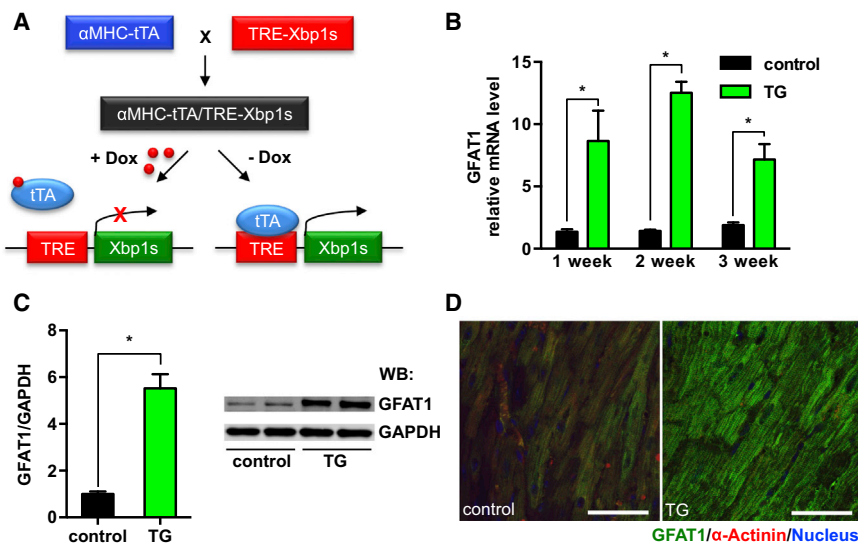 A
αMHC-tTA
X
TRE-Xbp1s
αMHC-tTA/TRE-Xbp1s
+ Dox
- Dox
tTA
X
TRE
Xbp1s
tTA
TRE
Xbp1s
B
GFAT1
relative mRNA level
15
10
5
0
*
*
*
control
TG
1 week
2 week
3 week
C
GFAT1/GAPDH
8
6
4
2
0
*
control
TG
WB:
GFAT1
GAPDH
control
TG
D
control
TG
GFAT1/α-Actinin/Nucleus